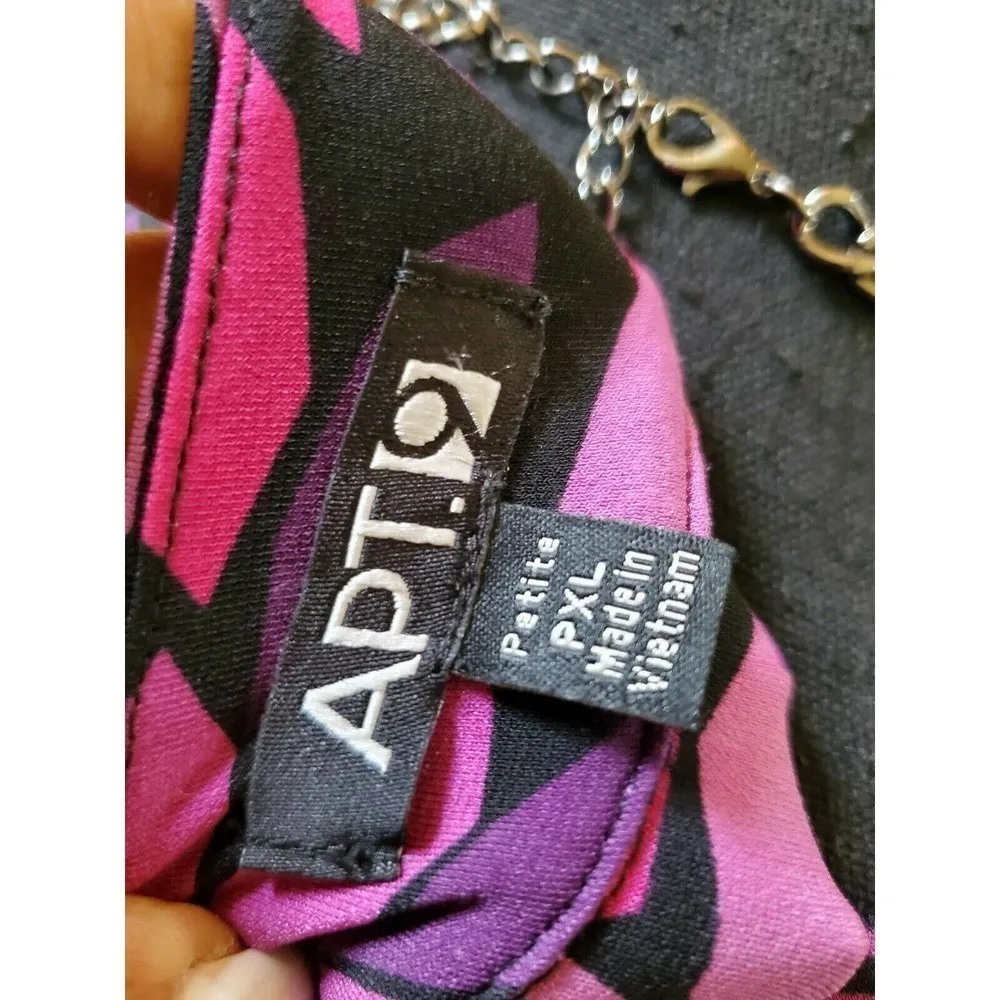 APT.9
Petite
PXL
Made in
Vietnam